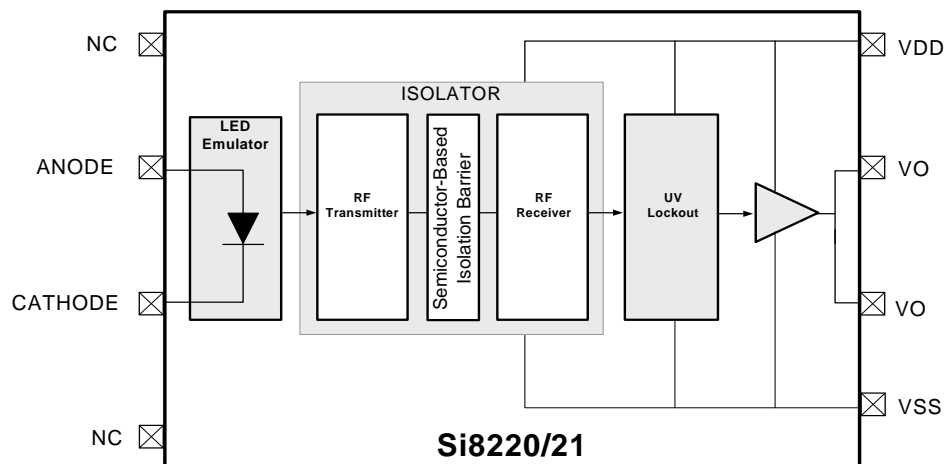 NC
VDD
ISOLATOR
LED
Emulator
ANODE
RF
Transmitter
Semiconductor-Based
Isolation Barrier
RF
Receiver
UV
Lockout
VO
CATHODE
VO
VSS
NC
Si8220/21